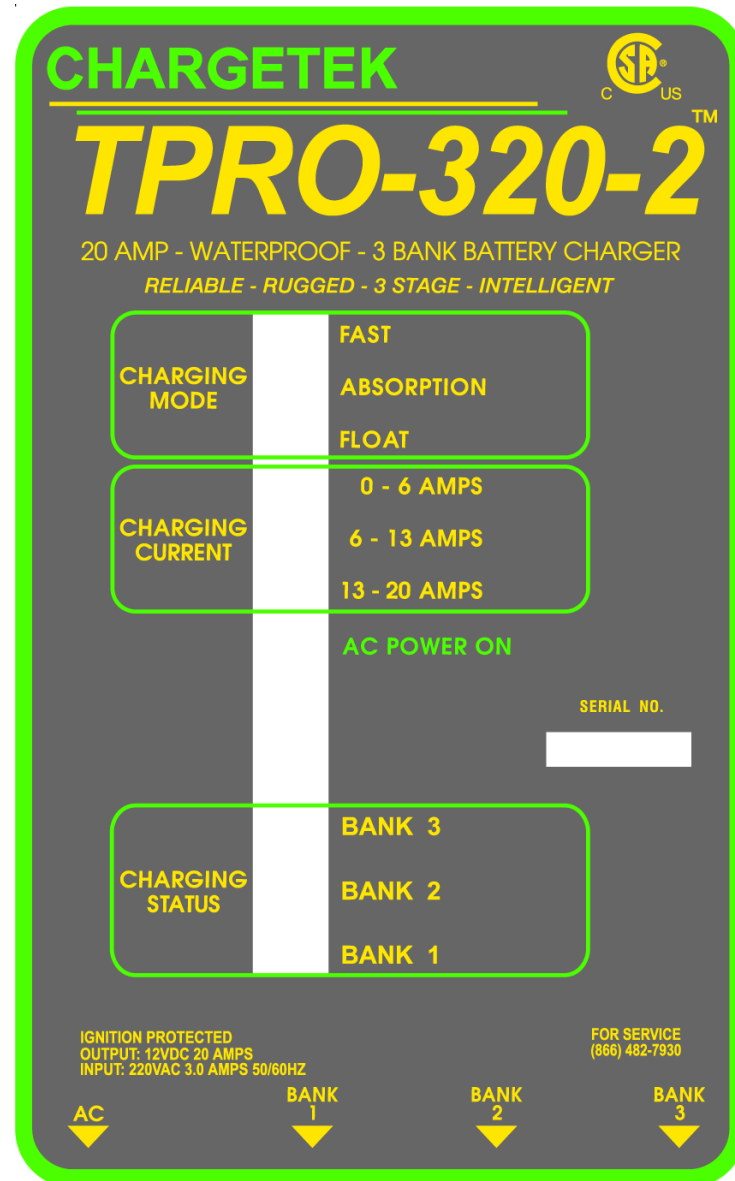 CHARGETEK
CSA®
C US
TPRO-320-2™
20 AMP - WATERPROOF - 3 BANK BATTERY CHARGER
RELIABLE - RUGGED - 3 STAGE - INTELLIGENT
CHARGING
MODE
FAST
ABSORPTION
FLOAT
CHARGING
CURRENT
0 - 6 AMPS
6 - 13 AMPS
13 - 20 AMPS
AC POWER ON
SERIAL NO.
CHARGING
STATUS
BANK 3
BANK 2
BANK 1
IGNITION PROTECTED
OUTPUT: 12VDC 20 AMPS
INPUT: 220VAC 3.0 AMPS 50/60HZ
FOR SERVICE
(866) 482-7930
AC
BANK
1
BANK
2
BANK
3